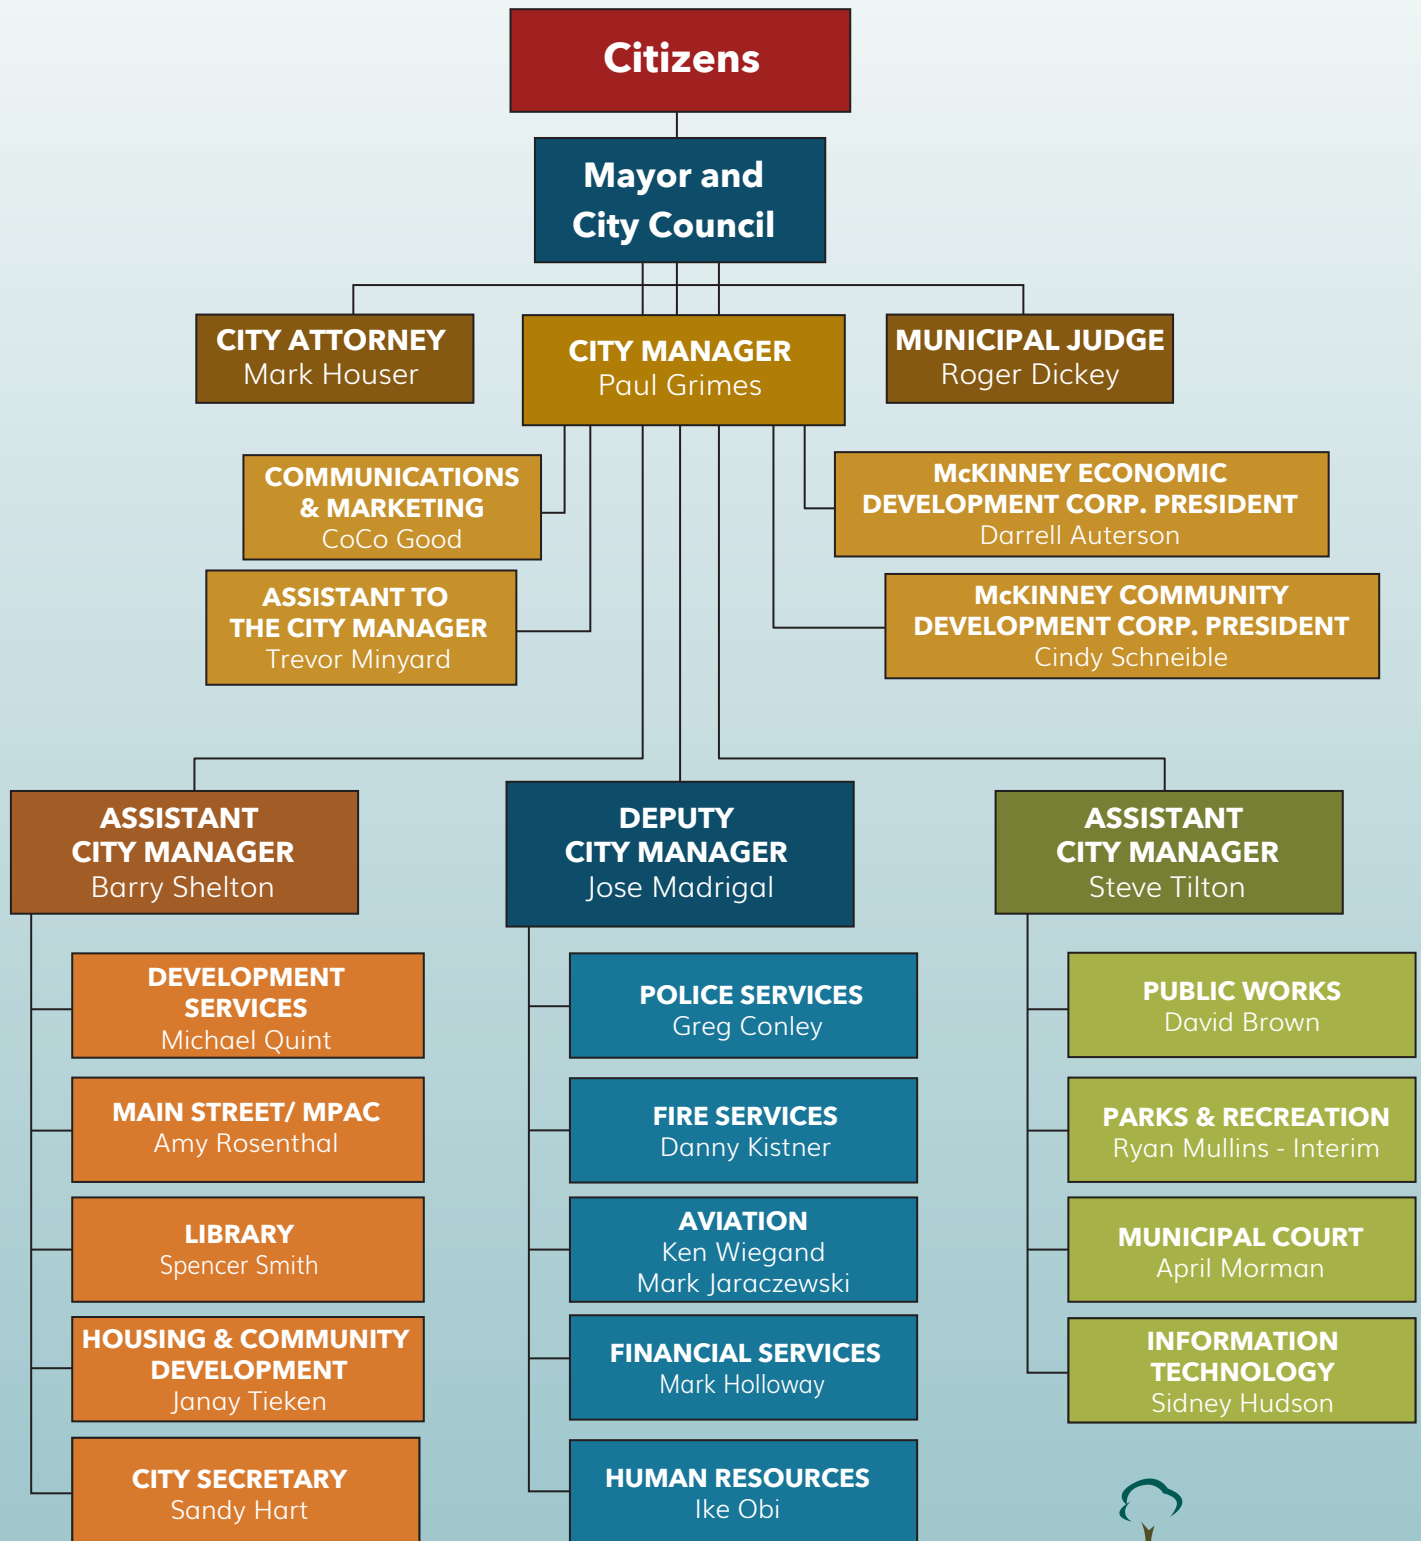 Citizens
Mayor and
City Council
CITY ATTORNEY
Mark Houser
CITY MANAGER
Paul Grimes
MUNICIPAL JUDGE
Roger Dickey
COMMUNICATIONS
& MARKETING
CoCo Good
McKINNEY ECONOMIC
DEVELOPMENT CORP. PRESIDENT
Darrell Auterson
ASSISTANT TO
THE CITY MANAGER
Trevor Minyard
McKINNEY COMMUNITY
DEVELOPMENT CORP. PRESIDENT
Cindy Schneible
ASSISTANT
CITY MANAGER
Barry Shelton
DEPUTY
CITY MANAGER
Jose Madrigal
ASSISTANT
CITY MANAGER
Steve Tilton
DEVELOPMENT
SERVICES
Michael Quint
MAIN STREET/ MPAC
Amy Rosenthal
LIBRARY
Spencer Smith
HOUSING & COMMUNITY
DEVELOPMENT
Janay Tieken
CITY SECRETARY
Sandy Hart
POLICE SERVICES
Greg Conley
FIRE SERVICES
Danny Kistner
AVIATION
Ken Wiegand
Mark Jaraczewski
FINANCIAL SERVICES
Mark Holloway
HUMAN RESOURCES
Ike Obi
PUBLIC WORKS
David Brown
PARKS & RECREATION
Ryan Mullins - Interim
MUNICIPAL COURT
April Morman
INFORMATION
TECHNOLOGY
Sidney Hudson